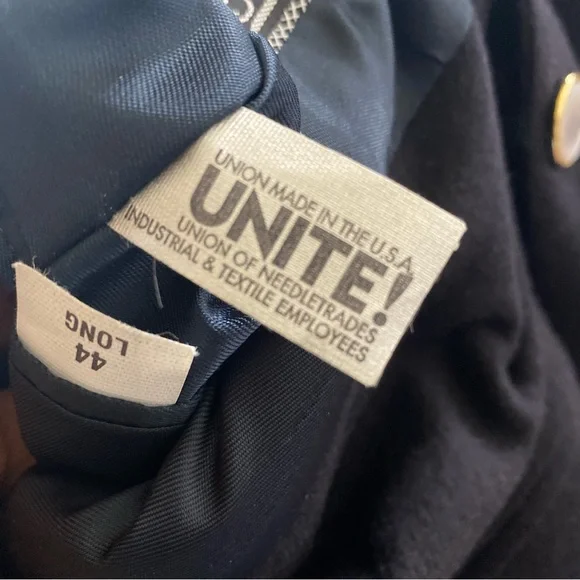 UNION MADE IN THE U.S.A.
UNITE!
UNION OF NEEDLETRADES
INDUSTRIAL & TEXTILE EMPLOYEES
44
LONG